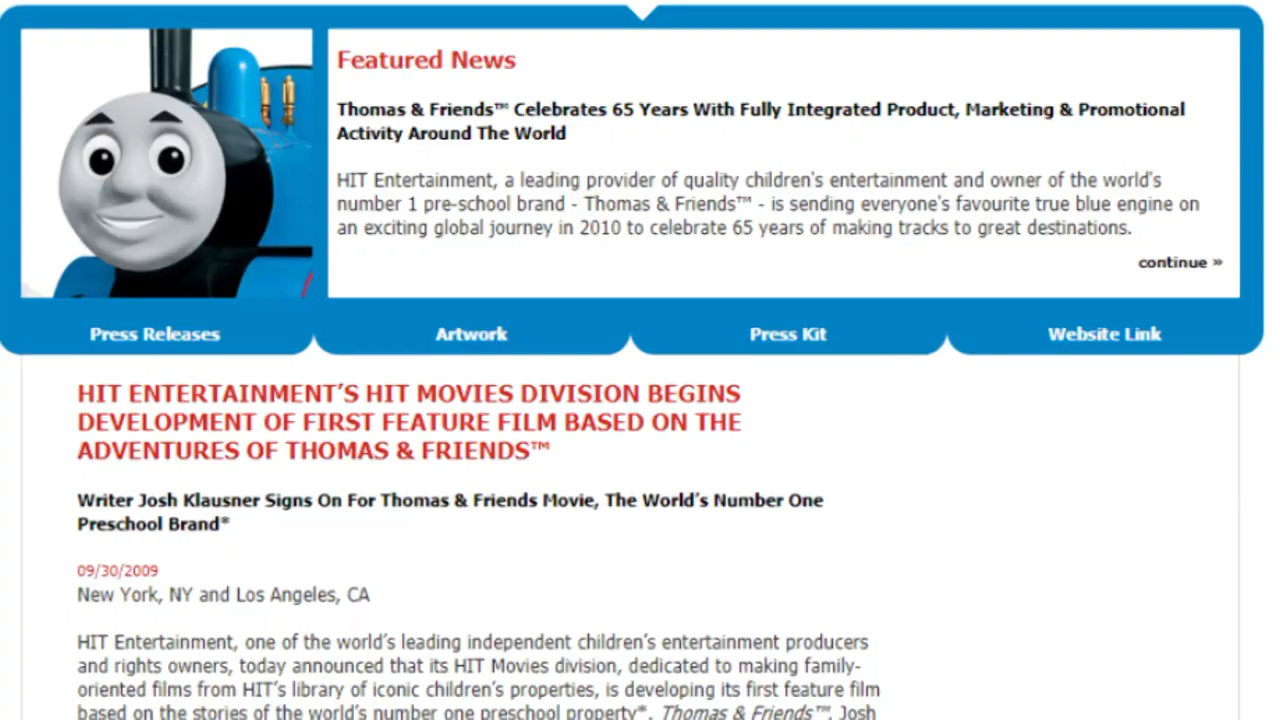 Featured News
Thomas & Friends™ Celebrates 65 Years With Fully Integrated Product, Marketing & Promotional
Activity Around The World
HIT Entertainment, a leading provider of quality children's entertainment and owner of the world's
number 1 pre-school brand - Thomas & Friends™ - is sending everyone's favourite true blue engine on
an exciting global journey in 2010 to celebrate 65 years of making tracks to great destinations.
continue »
Press Releases
Artwork
Press Kit
Website Link
HIT ENTERTAINMENT'S HIT MOVIES DIVISION BEGINS
DEVELOPMENT OF FIRST FEATURE FILM BASED ON THE
ADVENTURES OF THOMAS & FRIENDS™
Writer Josh Klausner Signs On For Thomas & Friends Movie, The World's Number One
Preschool Brand*
09/30/2009
New York, NY and Los Angeles, CA
HIT Entertainment, one of the world's leading independent children's entertainment producers
and rights owners, today announced that its HIT Movies division, dedicated to making family-
oriented films from HIT's library of iconic children's properties, is developing its first feature film
based on the stories of the world's number one preschool property*, Thomas & Friends™. Josh